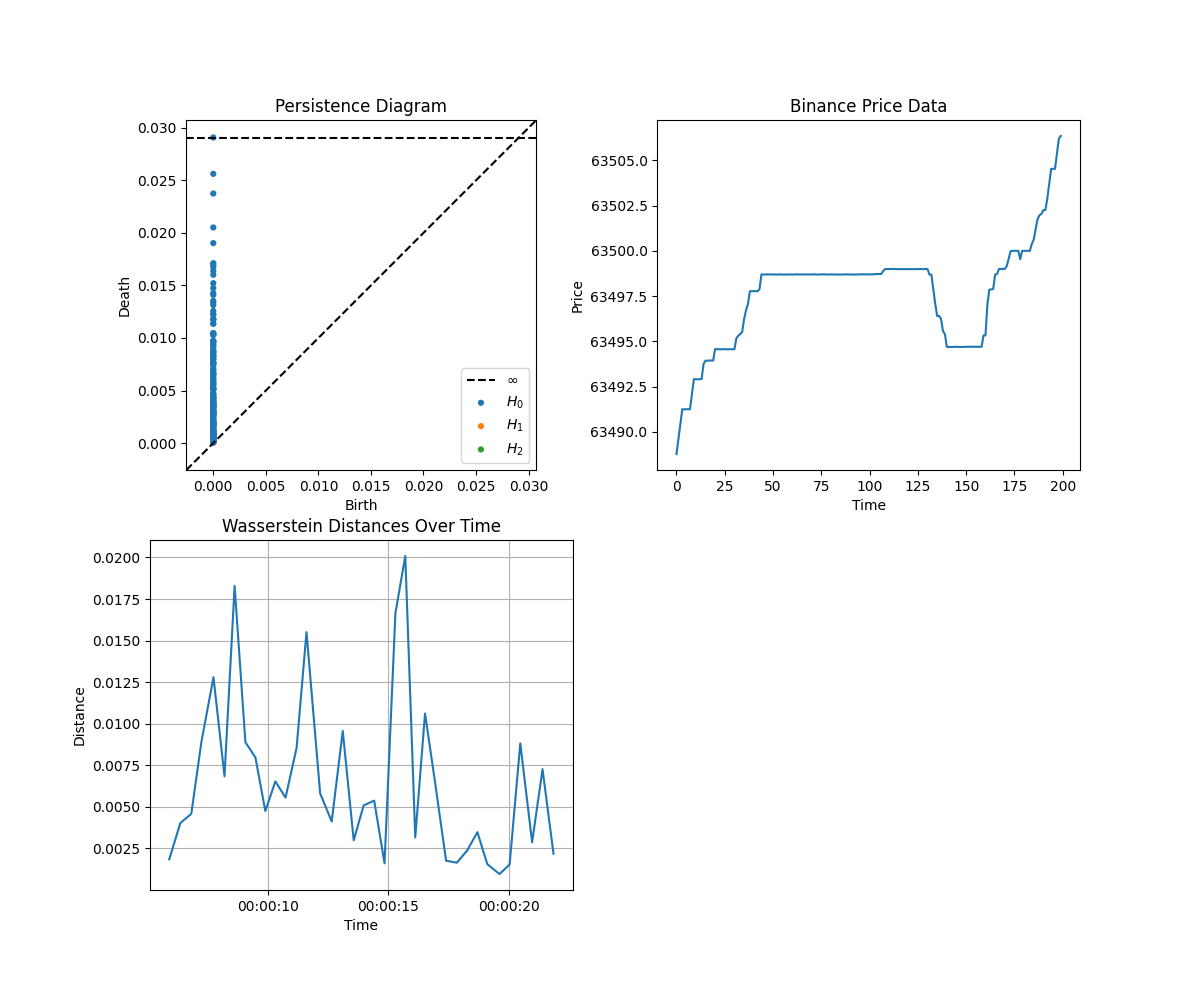 Persistence Diagram
0.030
0.025
0.020
0.015
0.010
0.005
0.000
Death
0.000 0.005 0.010 0.015 0.020 0.025 0.030
Birth
∞
H₀
H₁
H₂
Binance Price Data
63505.0
63502.5
63500.0
63497.5
63495.0
63492.5
63490.0
Price
0 25 50 75 100 125 150 175 200
Time
Wasserstein Distances Over Time
0.0200
0.0175
0.0150
0.0125
0.0100
0.0075
0.0050
0.0025
Distance
00:00:10 00:00:15 00:00:20
Time